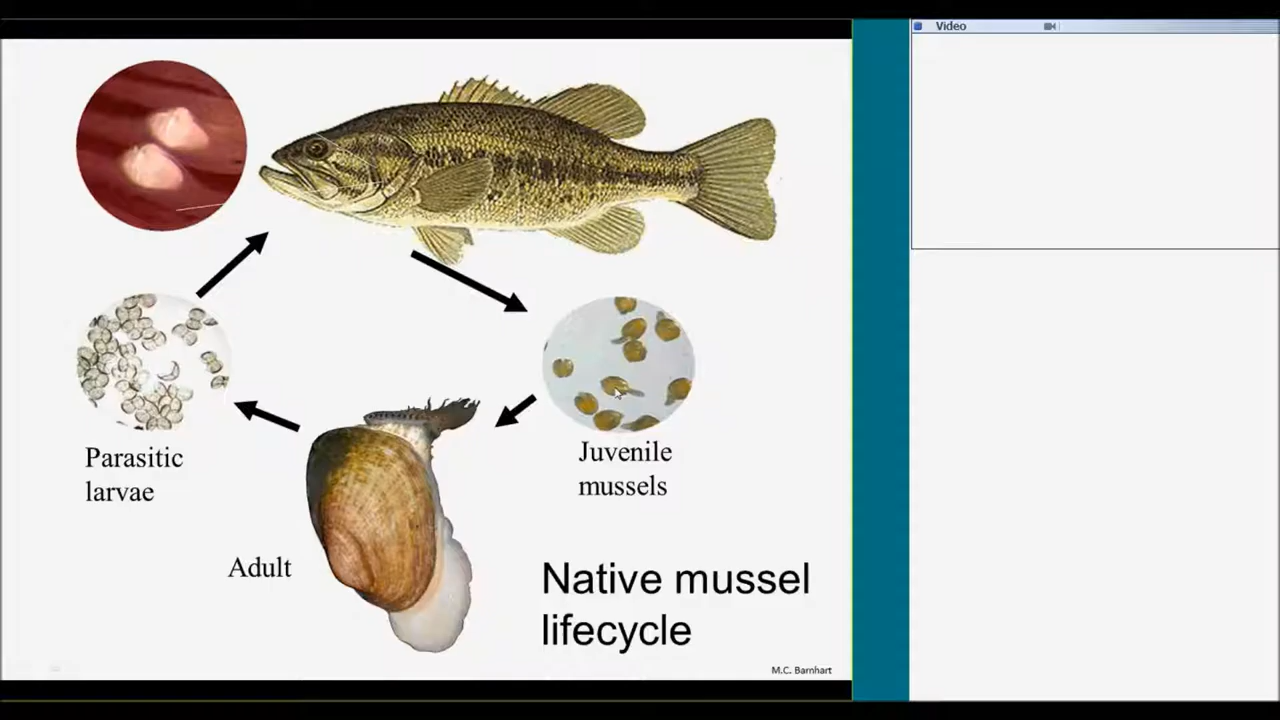 Video
Parasitic
larvae
Juvenile
mussels
Adult
Native mussel
lifecycle
M.C. Barnhart